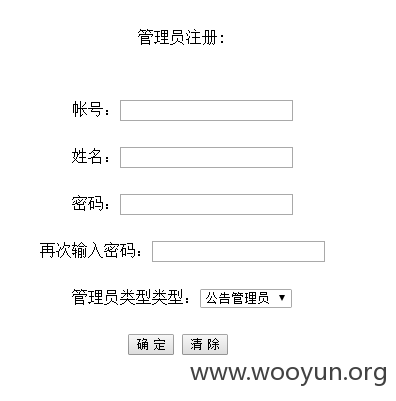 管理员注册:
帐号：
姓名：
密码：
再次输入密码：
管理员类型类型： 公告管理员
确 定 清 除
www.wooyun.org